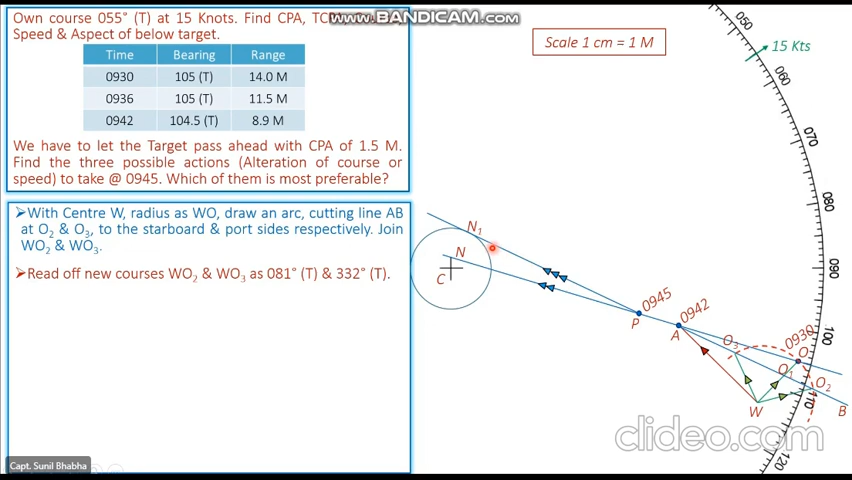 www.BANDICAM.com
Own course 055° (T) at 15 Knots. Find CPA,
Speed & Aspect of below target.
Time Bearing Range
0930 105 (T) 14.0 M
0936 105 (T) 11.5 M
0942 104.5 (T) 8.9 M
We have to let the Target pass ahead with CPA of 1.5 M.
Find the three possible actions (Alteration of course or
speed) to take @ 0945. Which of them is most preferable?
➢With Centre W, radius as WO, draw an arc, cutting line AB
at O₂ & O₃, to the starboard & port sides respectively. Join
WO₂ & WO₃.
➢Read off new courses WO₂ & WO₃ as 081° (T) & 332° (T).
Scale 1 cm = 1 M
050
15 Kts
060
070
080
090
100
110
120
N₁
N
C
0945
P
0942
A
0930
O
O₃
O₁
O₂
W
B
clideo.com
Capt. Sunil Bhabha